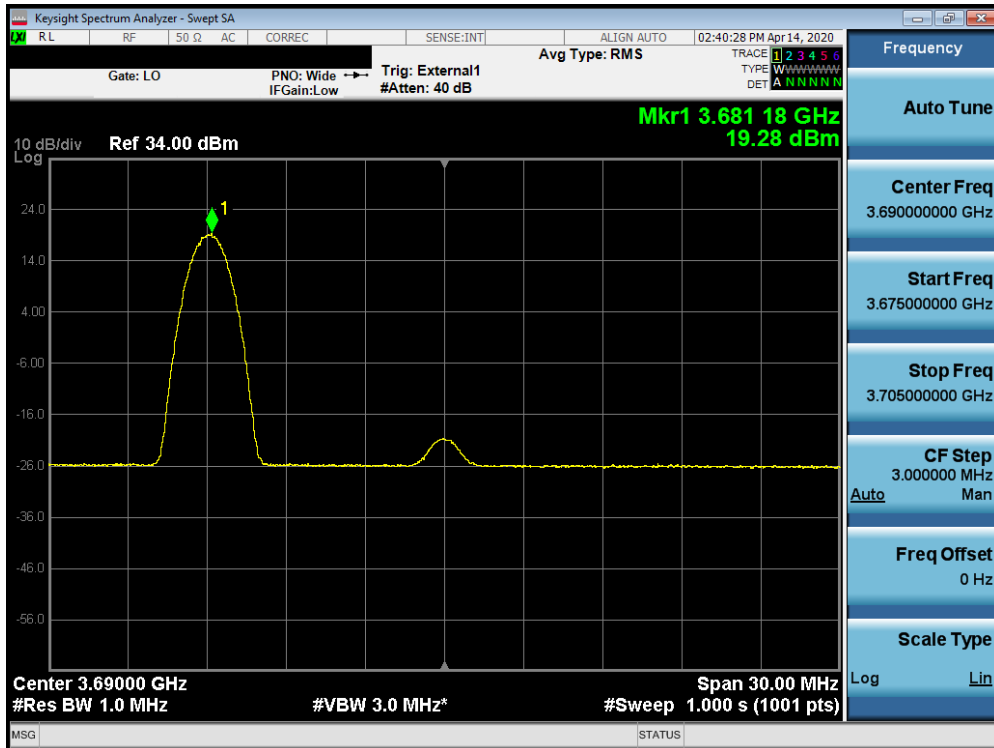 Keysight Spectrum Analyzer - Swept SA
LXI RL RF 50 Ω AC CORREC SENSE:INT ALIGN AUTO 02:40:28 PM Apr 14, 2020
Gate: LO
PNO: Wide
IFGain:Low
Trig: External1
#Atten: 40 dB
Avg Type: RMS
TRACE 1 2 3 4 5 6
TYPE WWWWWW
DET A N N N N N
Mkr1 3.681 18 GHz
19.28 dBm
10 dB/div Ref 34.00 dBm
Log
1
24.0
14.0
4.00
-6.00
-16.0
-26.0
-36.0
-46.0
-56.0
Center 3.69000 GHz Span 30.00 MHz
#Res BW 1.0 MHz #VBW 3.0 MHz* #Sweep 1.000 s (1001 pts)
MSG STATUS
Frequency
Auto Tune
Center Freq
3.690000000 GHz
Start Freq
3.675000000 GHz
Stop Freq
3.705000000 GHz
CF Step
3.000000 MHz
Auto Man
Freq Offset
0 Hz
Scale Type
Log Lin